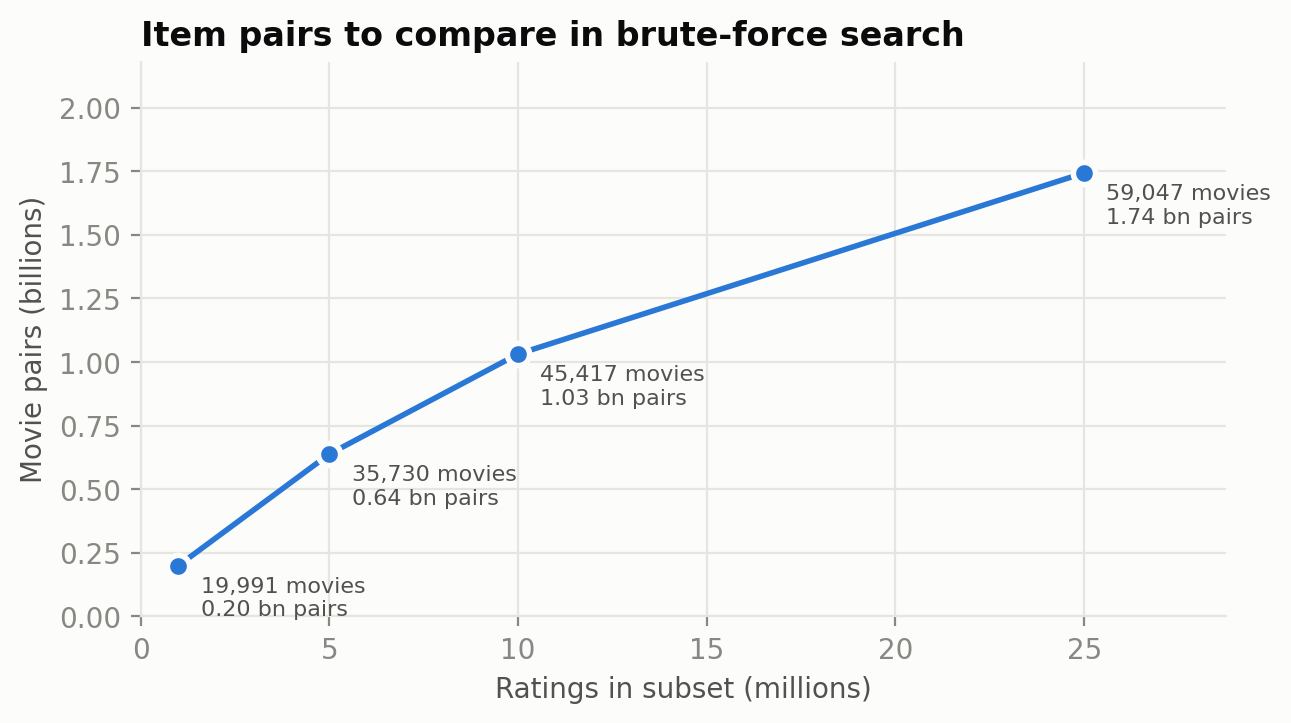 Item pairs to compare in brute-force search
Movie pairs (billions)
2.00
1.75
1.50
1.25
1.00
0.75
0.50
0.25
0.00
59,047 movies
1.74 bn pairs
45,417 movies
1.03 bn pairs
35,730 movies
0.64 bn pairs
19,991 movies
0.20 bn pairs
0 5 10 15 20 25
Ratings in subset (millions)